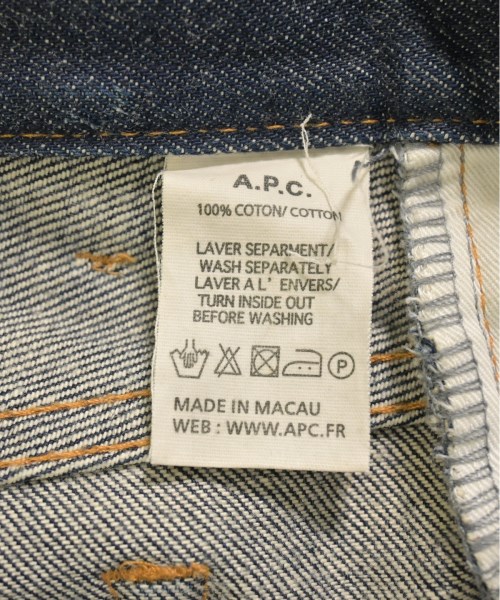 A.P.C.
100% COTON/ COTTON
LAVER SEPARMENT/
WASH SEPARATELY
LAVER A L' ENVERS/
TURN INSIDE OUT
BEFORE WASHING
P
MADE IN MACAU
WEB : WWW.APC.FR